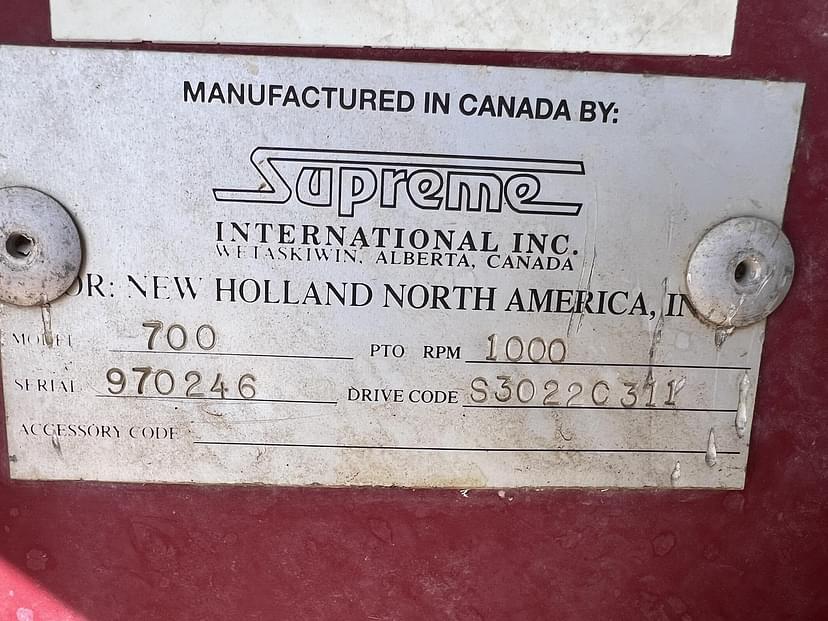 MANUFACTURED IN CANADA BY:
Supreme
INTERNATIONAL INC.
WETASKIWIN, ALBERTA, CANADA
OR: NEW HOLLAND NORTH AMERICA, IN
MODEL 700 PTO RPM 1000
SERIAL 970246 DRIVE CODE S3022C311
ACCESSORY CODE